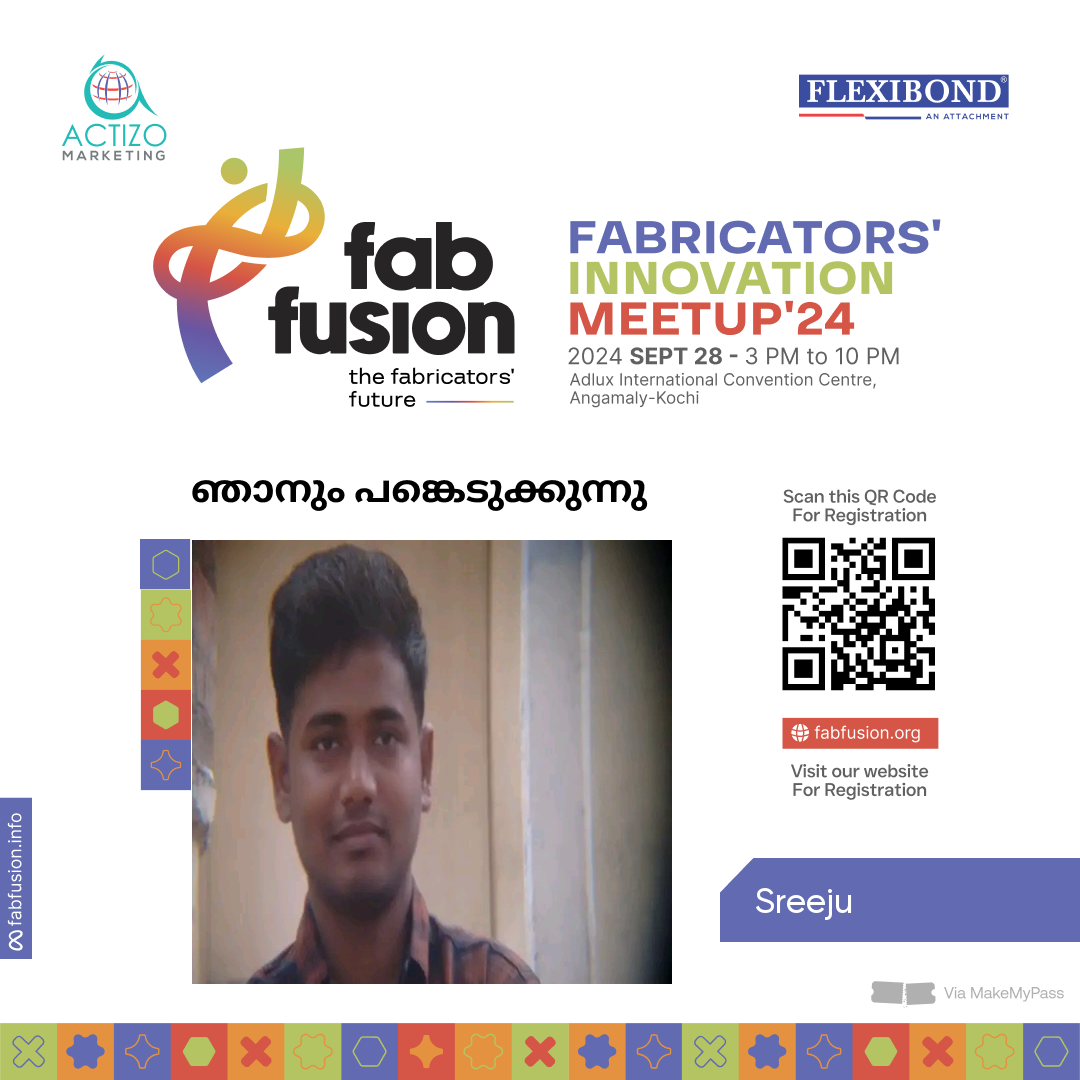 ACTIZO
MARKETING
FLEXIBOND®
AN ATTACHMENT
fab
fusion
the fabricators'
future
FABRICATORS'
INNOVATION
MEETUP'24
2024 SEPT 28 - 3 PM to 10 PM
Adlux International Convention Centre,
Angamaly-Kochi
ഞാനും പങ്കെടുക്കുന്നു
Scan this QR Code
For Registration
fabfusion.org
Visit our website
For Registration
fabfusion.info
Sreeju
Via MakeMyPass